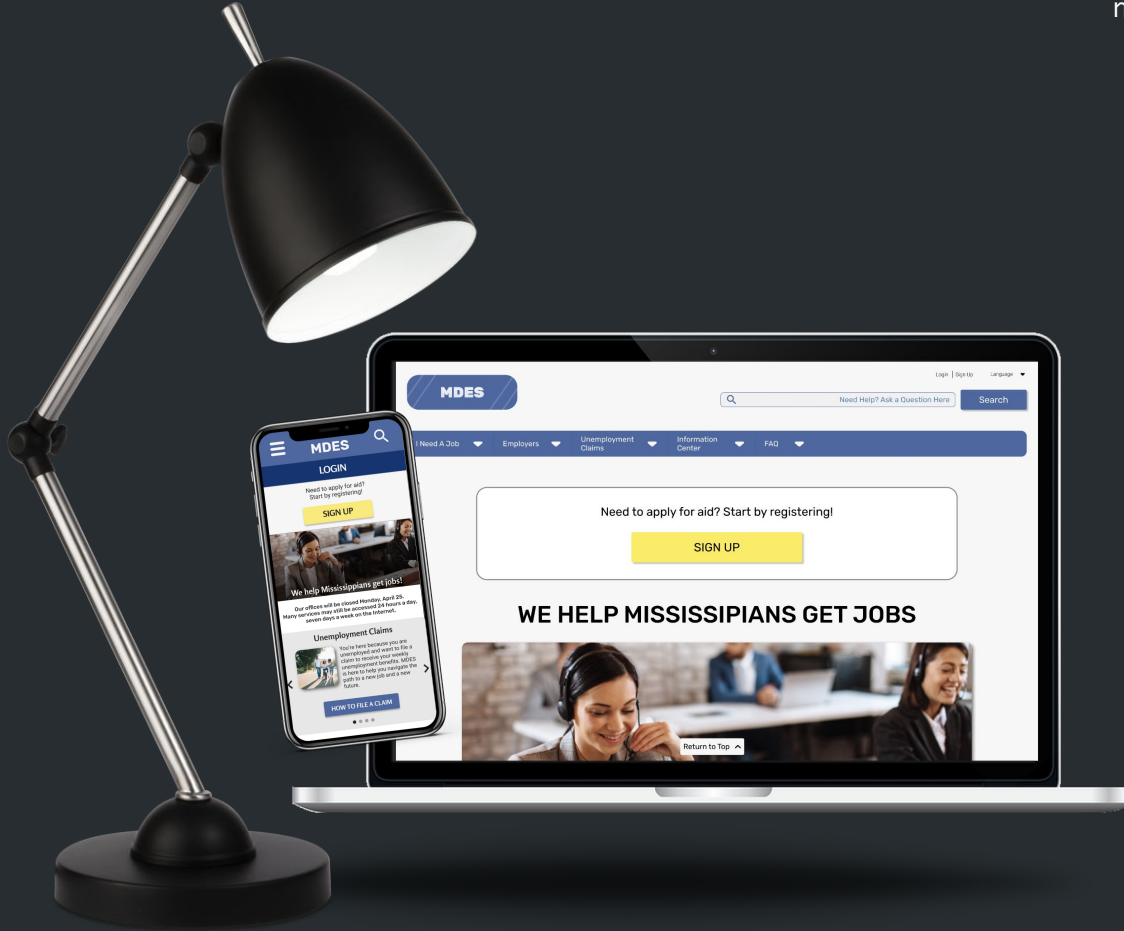 MDES
LOGIN
Need to apply for aid?
Start by registering!
SIGN UP
We help Mississippians get jobs!
Our offices will be closed Monday, April 25.
Many services may still be accessed 24 hours a day,
seven days a week on the Internet.
Unemployment Claims
You're here because you are
unemployed and want to file a
claim to receive your weekly
unemployment benefits. MDES
is here to help you navigate the
path to a new job and a new
future.
HOW TO FILE A CLAIM
Login | Sign Up Language
MDES
Need Help? Ask a Question Here Search
I Need A Job Employers Unemployment Claims Information Center FAQ
Need to apply for aid? Start by registering!
SIGN UP
WE HELP MISSISSIPIANS GET JOBS
Return to Top